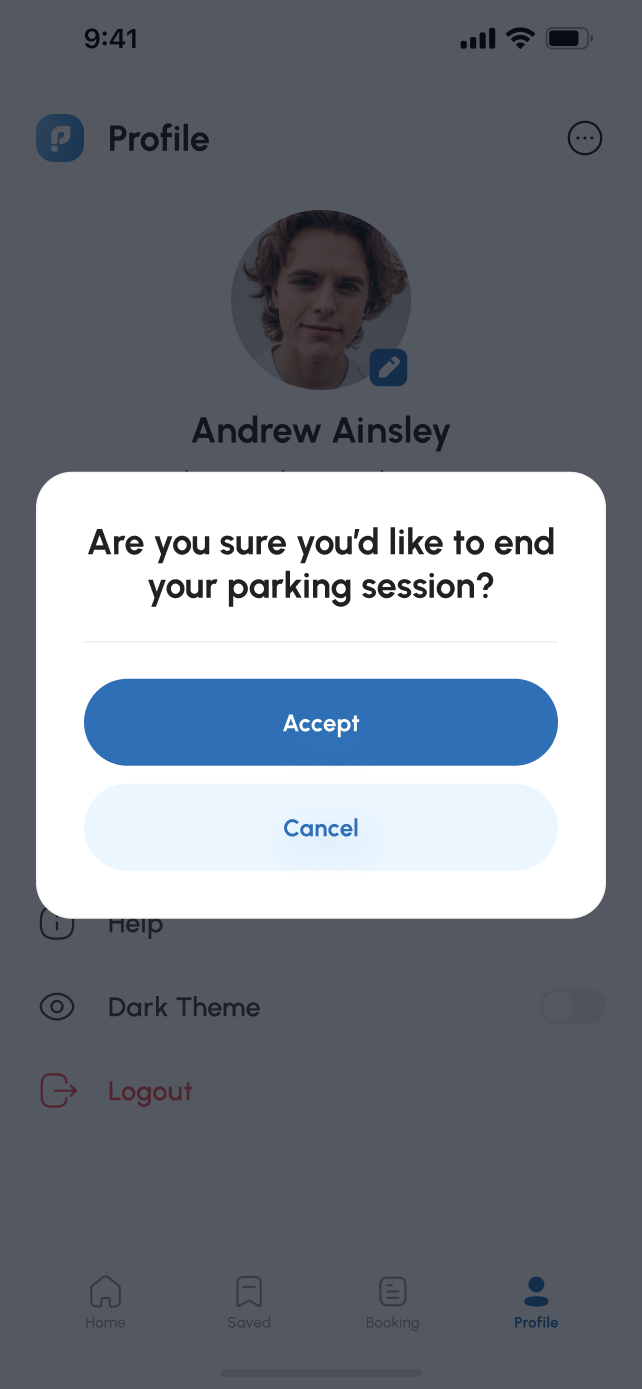 9:41
Profile
Andrew Ainsley
Are you sure you’d like to end
your parking session?
Accept
Cancel
Help
Dark Theme
Logout
Home
Saved
Booking
Profile